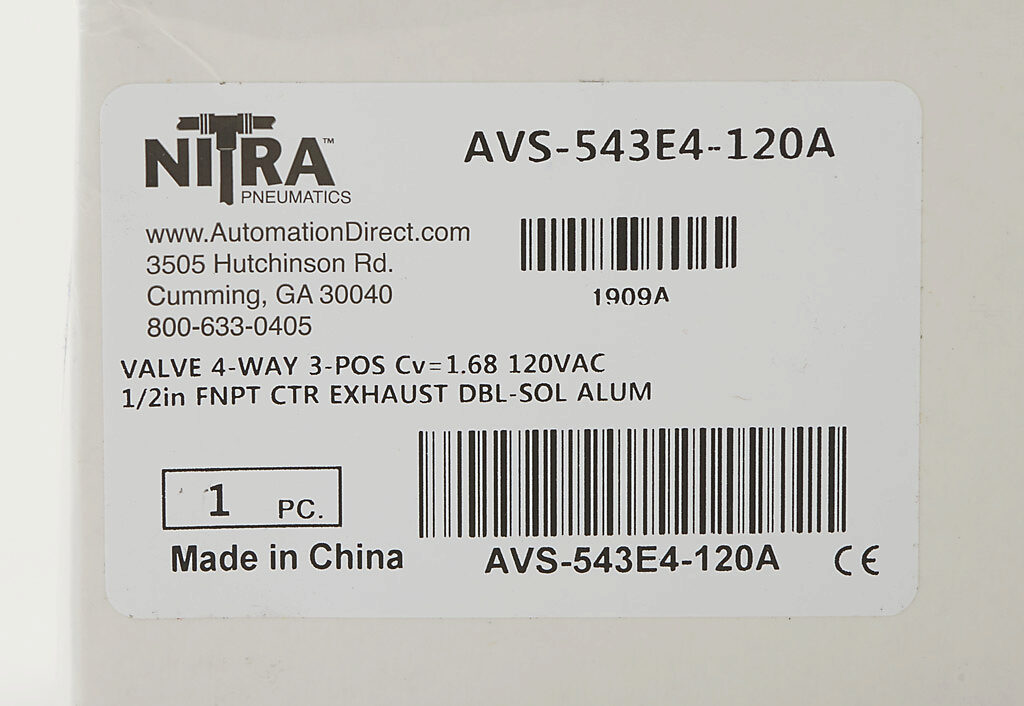 NITRA™
PNEUMATICS
AVS-543E4-120A
www.AutomationDirect.com
3505 Hutchinson Rd.
Cumming, GA 30040
800-633-0405
1909A
VALVE 4-WAY 3-POS Cv=1.68 120VAC
1/2in FNPT CTR EXHAUST DBL-SOL ALUM
1 PC.
Made in China
AVS-543E4-120A
CE